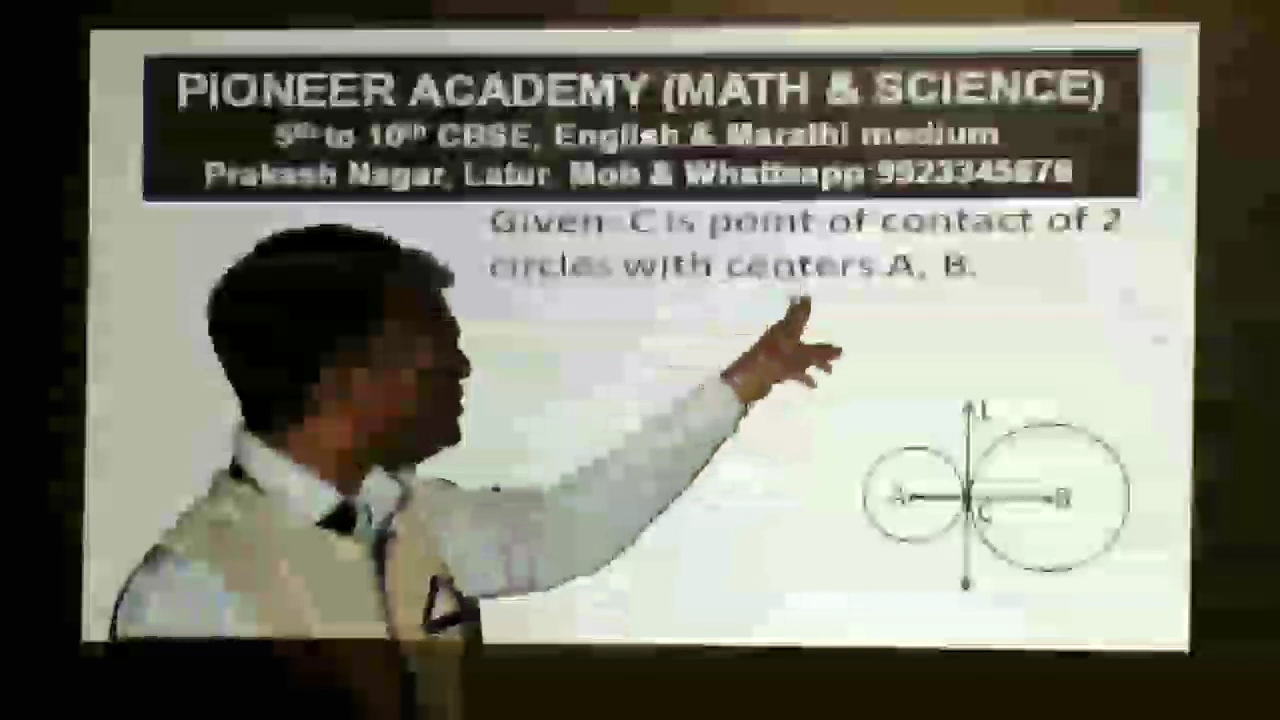 PIONEER ACADEMY (MATH & SCIENCE)
5th to 10th CBSE, English & Marathi medium
Prakash Nagar, Latur. Mob & Whatsapp
Given: C is point of contact of 2
circles with centers A, B.
L
A
C
B